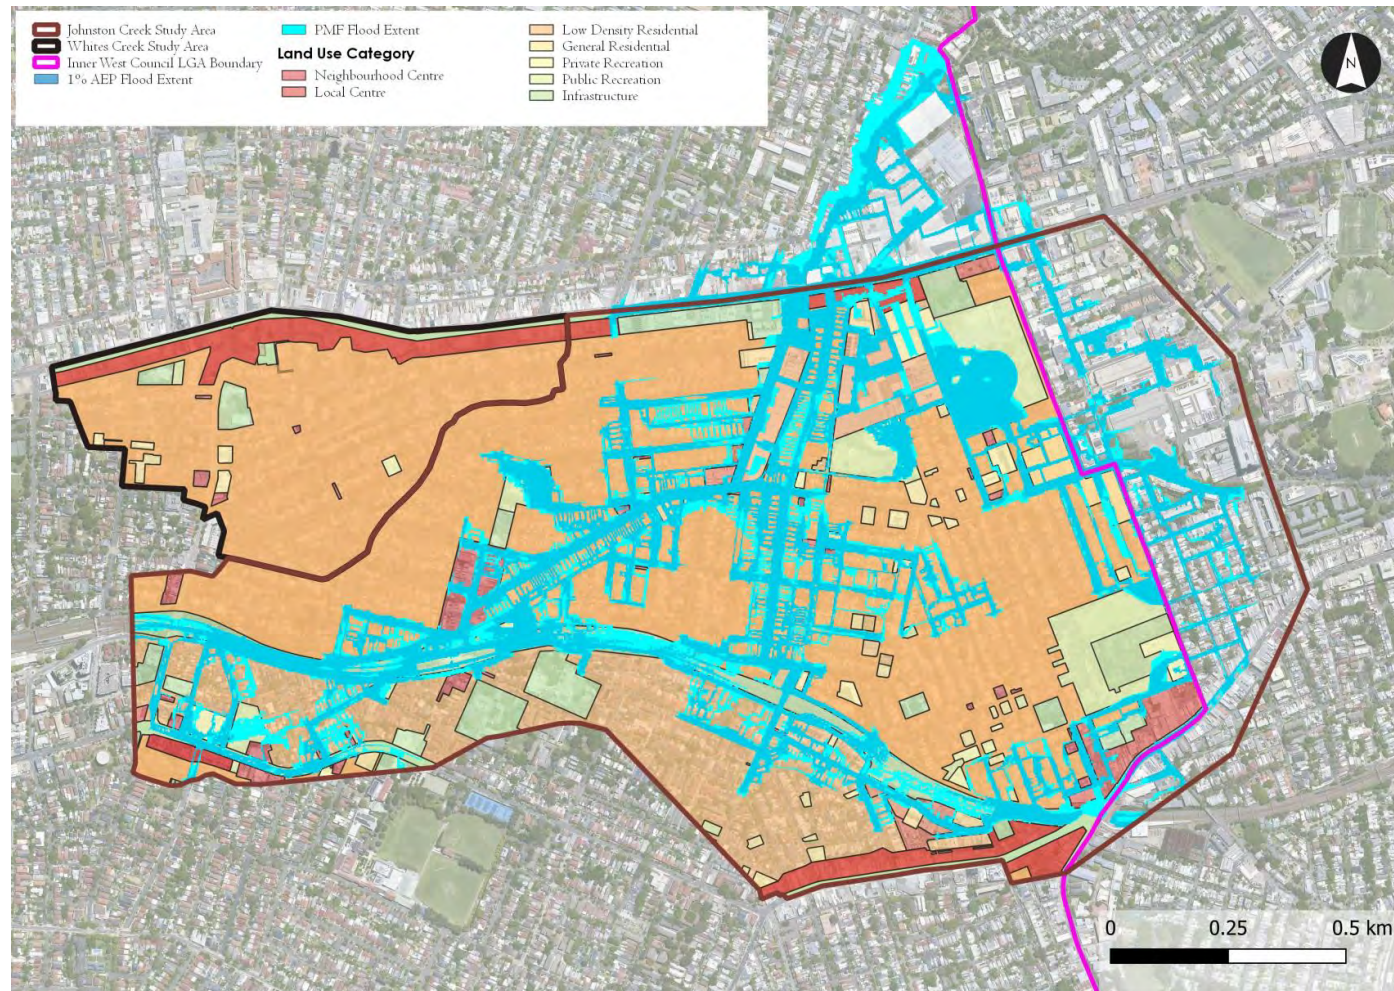 Johnston Creek Study Area
Whites Creek Study Area
Inner West Council LGA Boundary
1% AEP Flood Extent
PMF Flood Extent
Land Use Category
Neighbourhood Centre
Local Centre
Low Density Residential
General Residential
Private Recreation
Public Recreation
Infrastructure
N
0 0.25 0.5 km